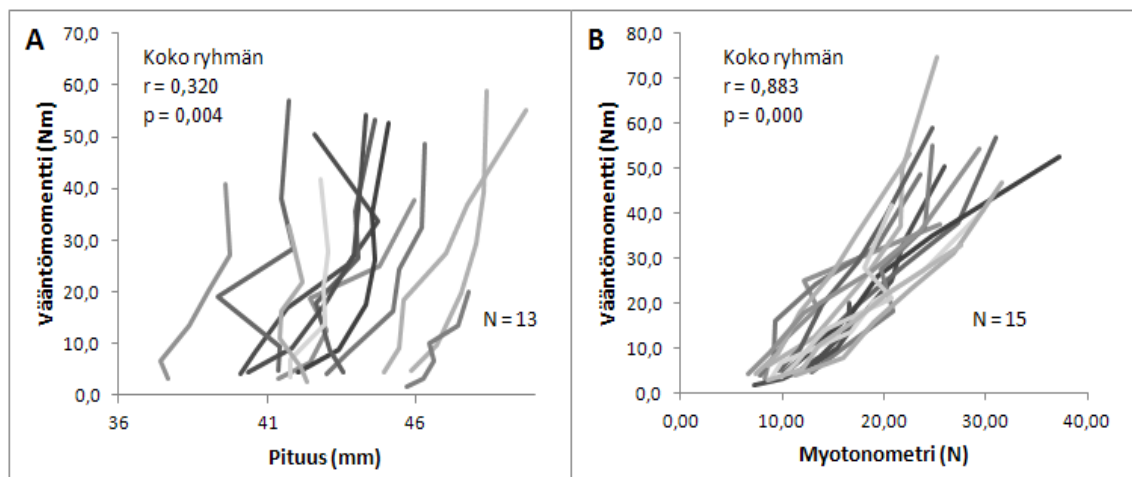 A
Koko ryhmän
r = 0,320
p = 0,004
Vääntömomentti (Nm)
70,0
60,0
50,0
40,0
30,0
20,0
10,0
0,0
N = 13
36
41
46
Pituus (mm)
B
Koko ryhmän
r = 0,883
p = 0,000
Vääntömomentti (Nm)
80,0
70,0
60,0
50,0
40,0
30,0
20,0
10,0
0,0
N = 15
0,00
10,00
20,00
30,00
40,00
Myotonometri (N)